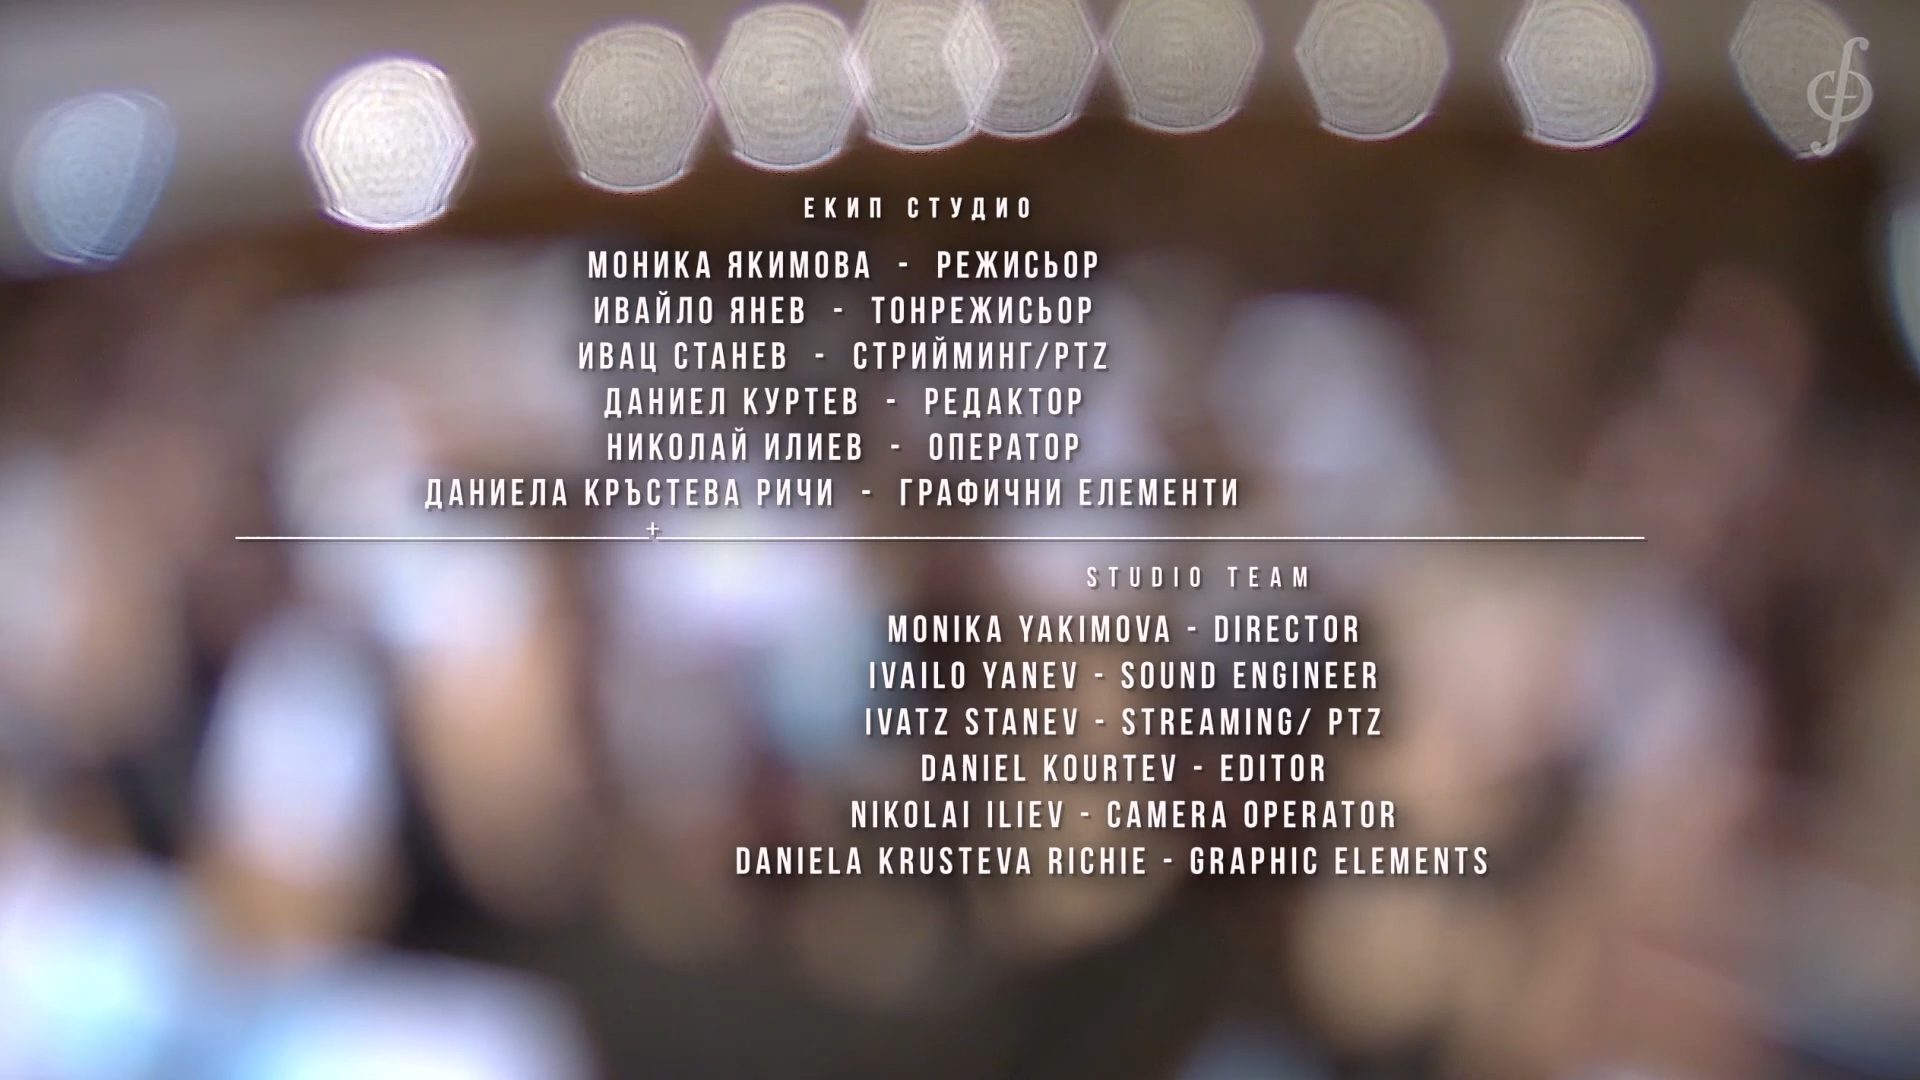 ЕКИП СТУДИО
МОНИКА ЯКИМОВА - РЕЖИСЬОР
ИВАЙЛО ЯНЕВ - ТОНРЕЖИСЬОР
ИВАЦ СТАНЕВ - СТРИЙМИНГ/PTZ
ДАНИЕЛ КУРТЕВ - РЕДАКТОР
НИКОЛАЙ ИЛИЕВ - ОПЕРАТОР
ДАНИЕЛА КРЪСТЕВА РИЧИ - ГРАФИЧНИ ЕЛЕМЕНТИ
STUDIO TEAM
MONIKA YAKIMOVA - DIRECTOR
IVAILO YANEV - SOUND ENGINEER
IVATZ STANEV - STREAMING/ PTZ
DANIEL KOURTEV - EDITOR
NIKOLAI ILIEV - CAMERA OPERATOR
DANIELA KRUSTEVA RICHIE - GRAPHIC ELEMENTS